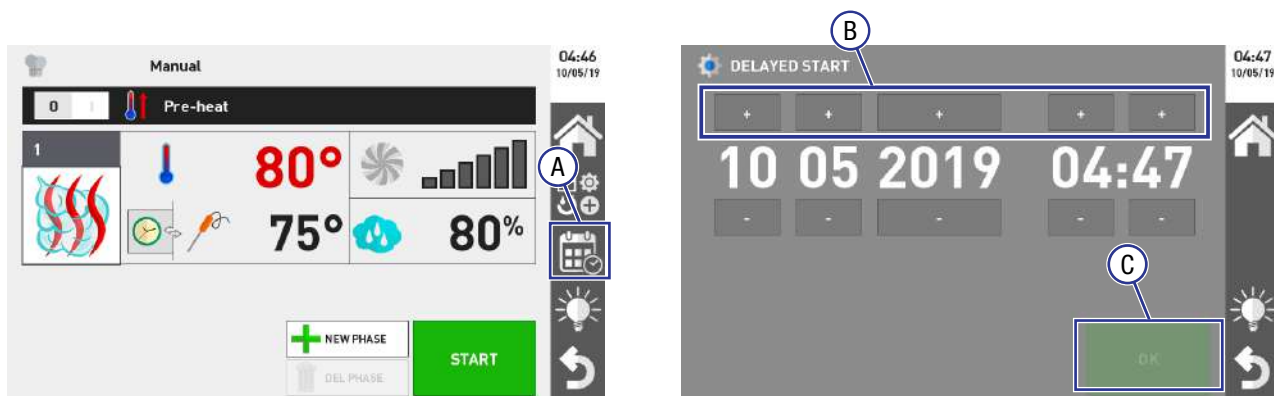 Manual
04:46
10/05/19
0 I Pre-heat
1
80°
75°
80%
A
NEW PHASE
DEL PHASE
START
B
DELAYED START
04:47
10/05/19
+ + + + +
10 05 2019 04:47
- - - - -
C
OK